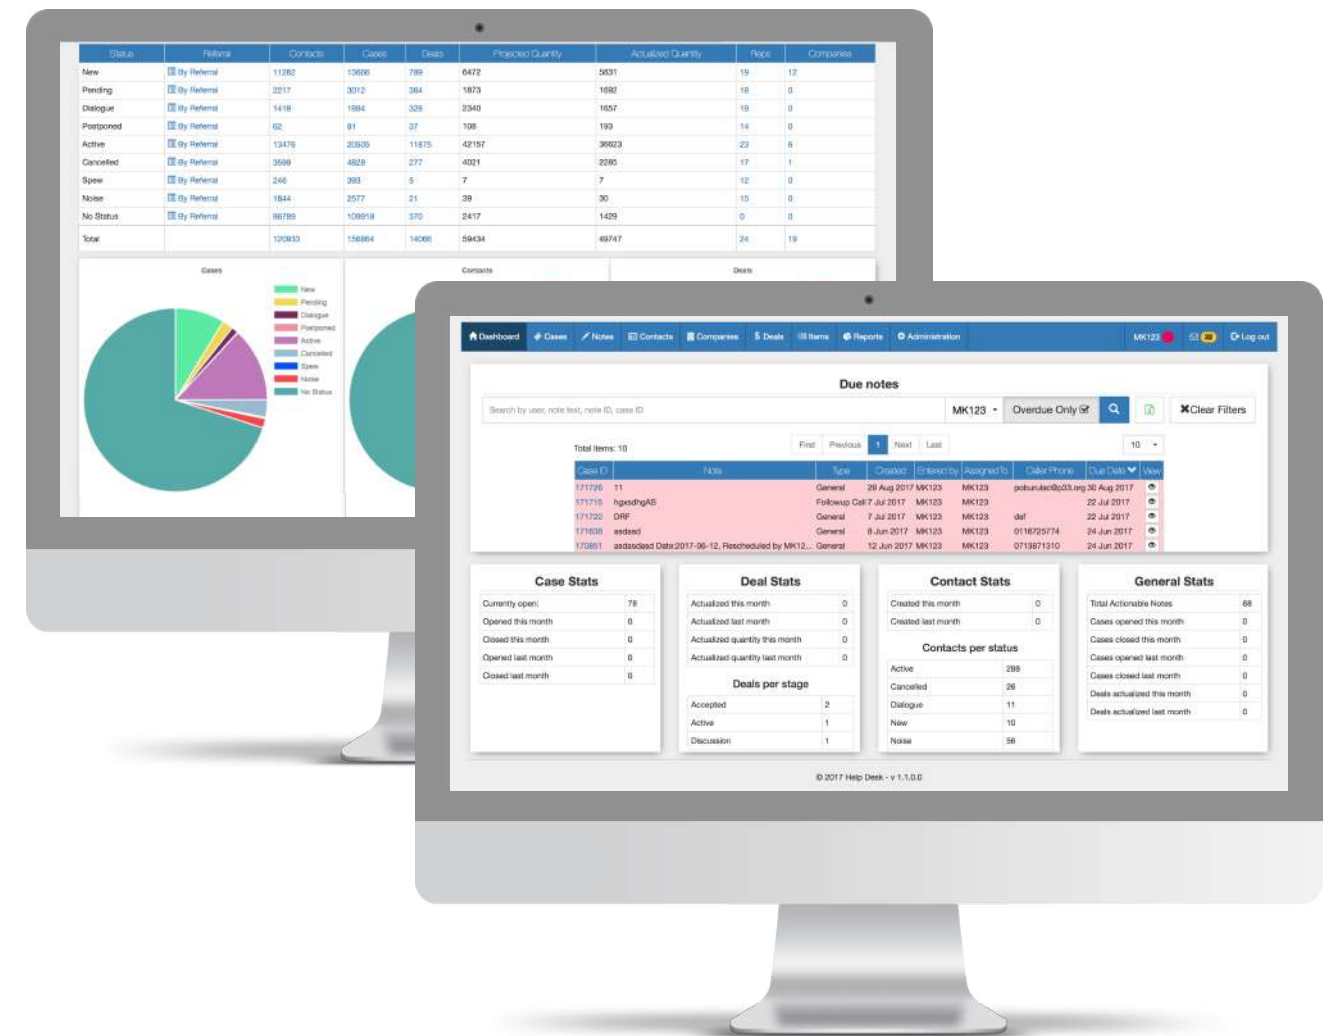 Status Referral Contacts Cases Deals Projected Quantity Actualized Quantity Reps Companies
New By Referral 11282 13686 789 6472 5831 19 12
Pending By Referral 2217 3012 384 1873 1692 18 0
Dialogue By Referral 1418 1884 328 2340 1657 19 0
Postponed By Referral 62 81 37 108 193 14 0
Active By Referral 13476 20505 11875 42157 36623 23 6
Cancelled By Referral 3599 4828 277 4021 2285 17 1
Spew By Referral 246 393 5 7 7 12 0
Noise By Referral 1844 2577 21 39 30 15 0
No Status By Referral 109918 370 2417 1429 0 0
Total 156864 14086 59434 49747 24 19
Cases Contacts Deals
New
Pending
Dialogue
Postponed
Active
Cancelled
Spew
Noise
No Status
Dashboard Cases Notes Contacts Companies $ Deals Items Reports Administration MK123 Log out
Due notes
Search by user, note text, note ID, case ID MK123 Overdue Only Clear Filters
Total Items: 10 First Previous 1 Next Last 10
Case ID Note Type Created Entered by Assigned To Caller Phone Due Date View
171726 11 General 29 Aug 2017 MK123 MK123 30 Aug 2017
171715 hgxsdhgAS Followup Call 7 Jul 2017 MK123 MK123 22 Jul 2017
171722 DRF General 7 Jul 2017 MK123 MK123 def 22 Jul 2017
171638 asdasd General 8 Jun 2017 MK123 MK123 0116725774 24 Jun 2017
170851 asdasdasd Date:2017-06-12, Rescheduled by MK12... General 12 Jun 2017 MK123 MK123 0713871310 24 Jun 2017
Case Stats
Currently open: 78
Opened this month 0
Closed this month 0
Opened last month 0
Closed last month 0
Deal Stats
Actualized this month 0
Actualized last month 0
Actualized quantity this month 0
Actualized quantity last month 0
Deals per stage
Accepted 2
Active 1
Discussion 1
Contact Stats
Created this month 0
Created last month 0
Contacts per status
Active 288
Cancelled 26
Dialogue 11
New 10
Noise 56
General Stats
Total Actionable Notes 68
Cases opened this month 0
Cases closed this month 0
Cases opened last month 0
Cases closed last month 0
Deals actualized this month 0
Deals actualized last month 0
© 2017 Help Desk - v 1.1.0.0